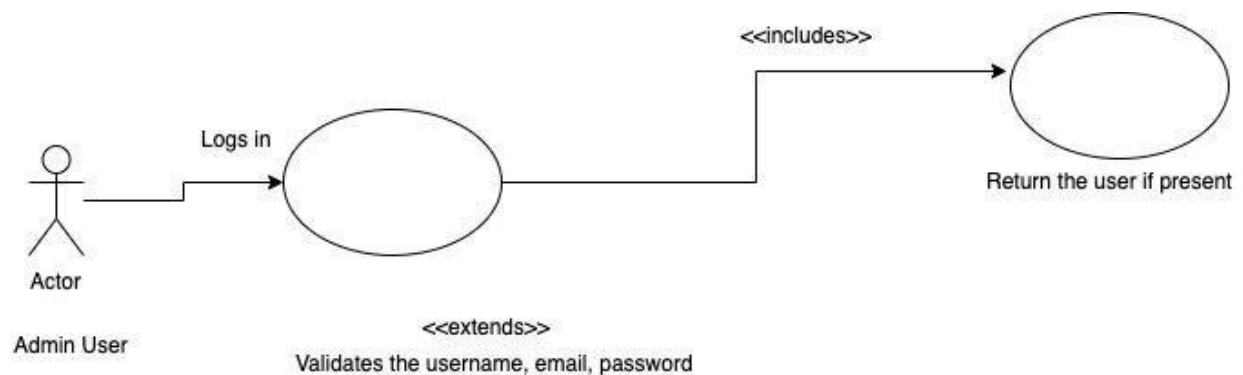 <<includes>>
Logs in
Return the user if present
Actor
<<extends>>
Admin User
Validates the username, email, password